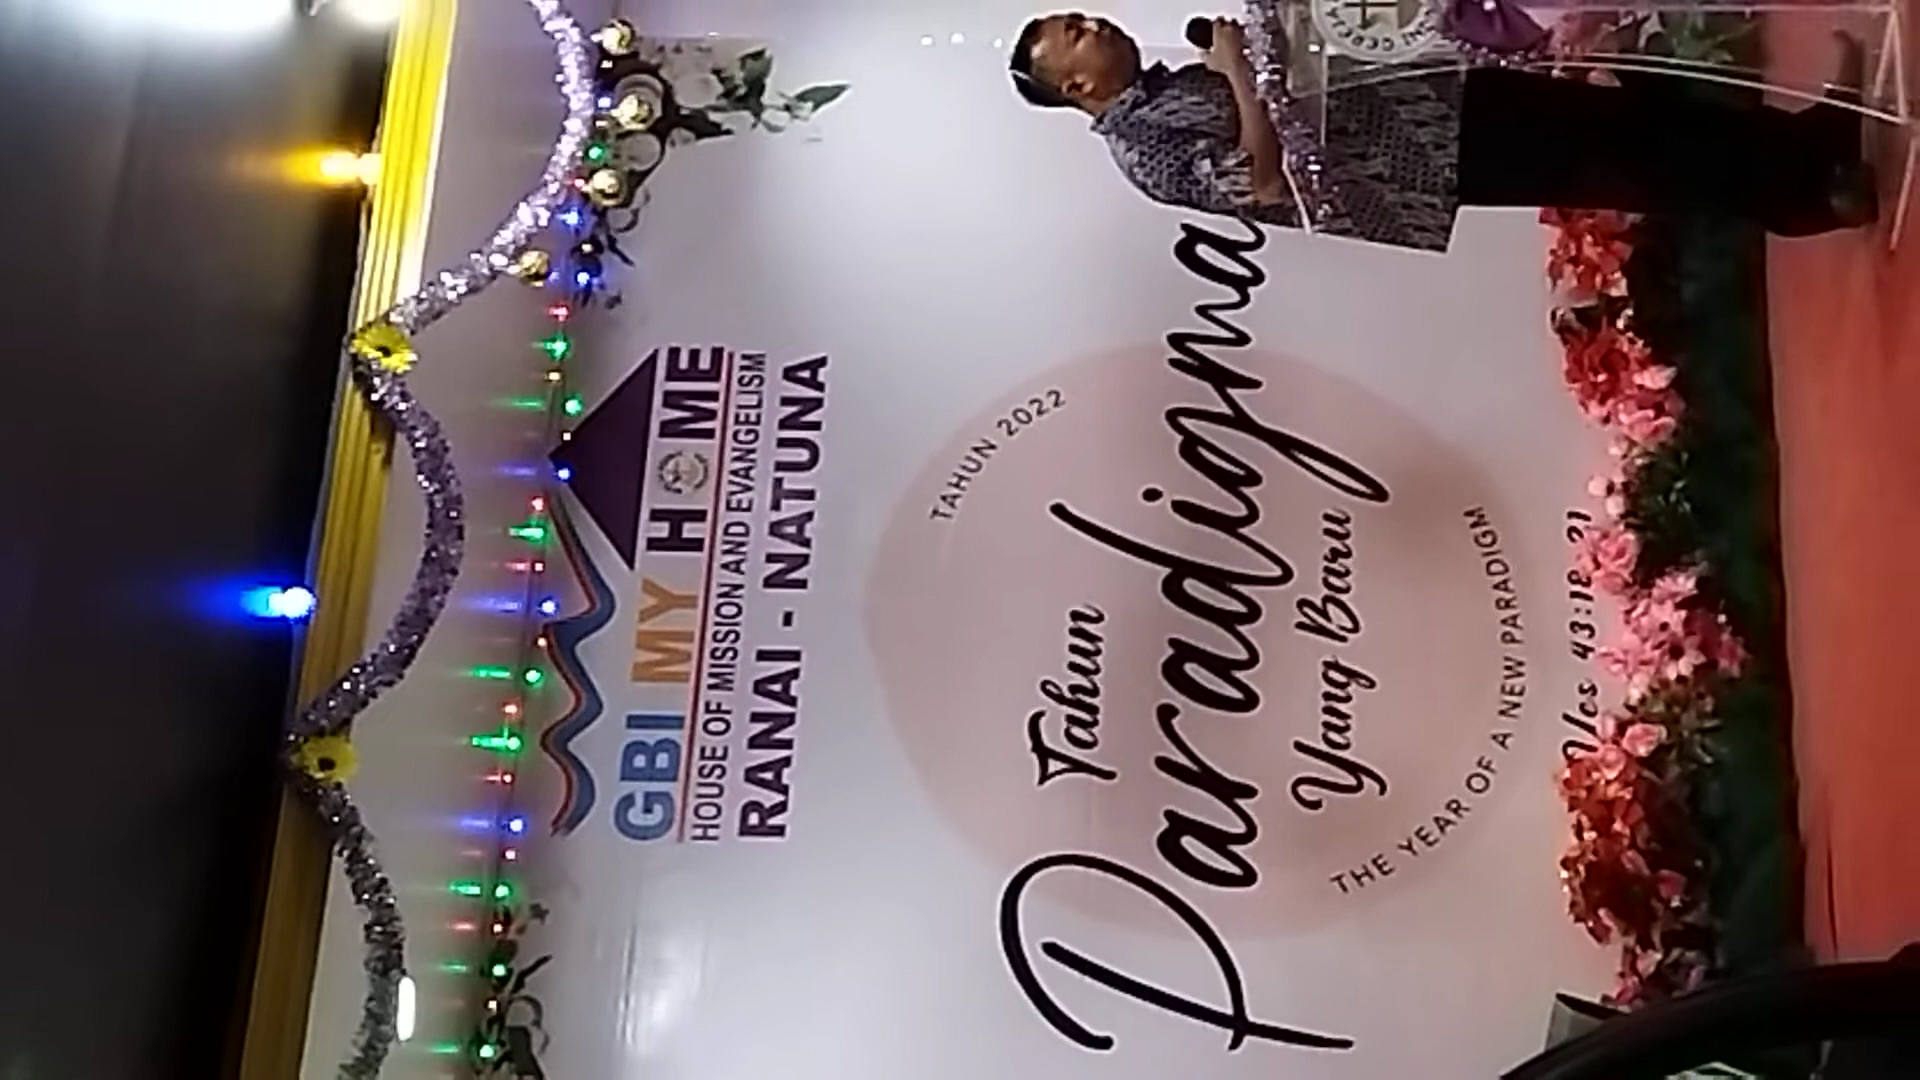 GBI MY HOME
HOUSE OF MISSION AND EVANGELISM
RANAI - NATUNA
TAHUN 2022
Tahun
Paradigma
Yang Baru
THE YEAR OF A NEW PARADIGM
Yes 43:18-21